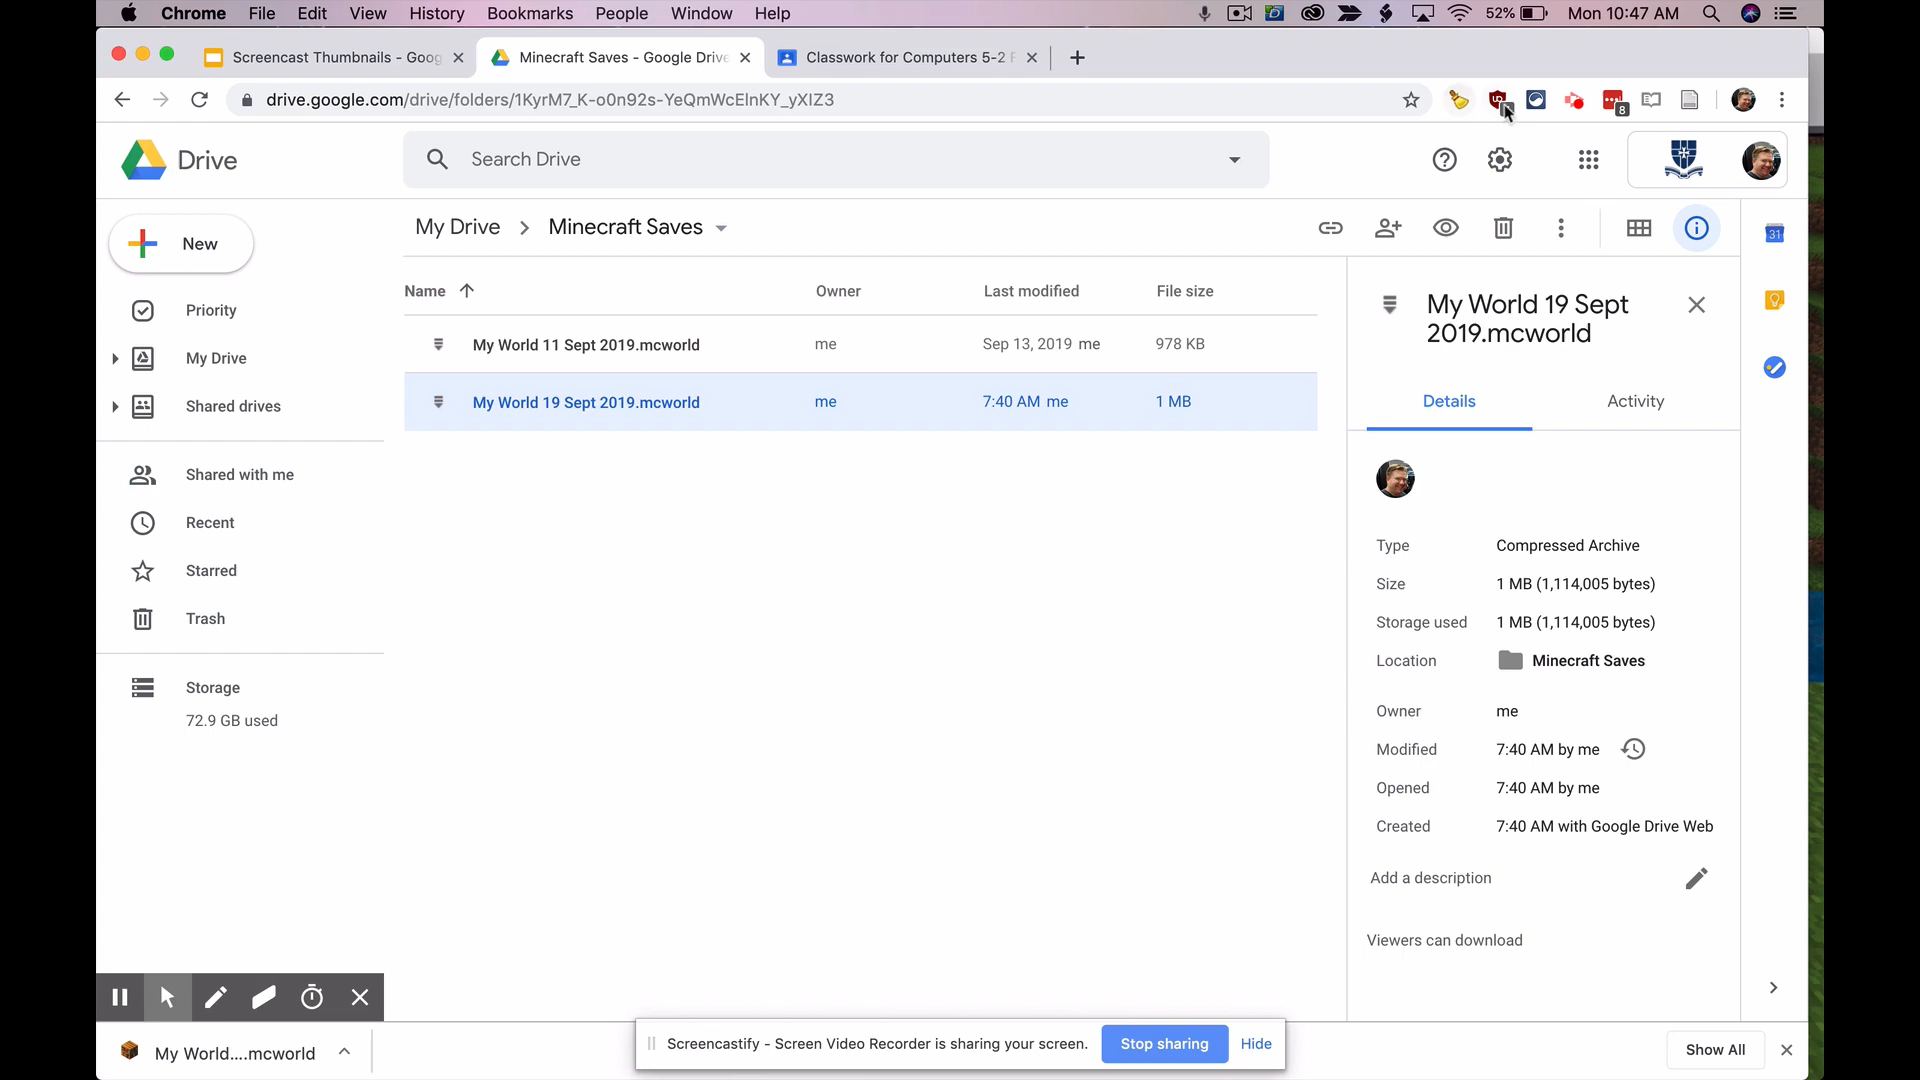 Chrome File Edit View History Bookmarks People Window Help 52% Mon 10:47 AM
Screencast Thumbnails - Goog Minecraft Saves - Google Drive Classwork for Computers 5-2 F
drive.google.com/drive/folders/1KyrM7_K-o0n92s-YeQmWcElnKY_yXIZ3 8
Drive Search Drive
My Drive Minecraft Saves 31
New
Name Owner Last modified File size
My World 11 Sept 2019.mcworld me Sep 13, 2019 me 978 KB
My World 19 Sept 2019.mcworld me 7:40 AM me 1 MB
Priority
My Drive
Shared drives
Shared with me
Recent
Starred
Trash
Storage
72.9 GB used
My World 19 Sept
2019.mcworld
Details Activity
Type Compressed Archive
Size 1 MB (1,114,005 bytes)
Storage used 1 MB (1,114,005 bytes)
Location Minecraft Saves
Owner me
Modified 7:40 AM by me
Opened 7:40 AM by me
Created 7:40 AM with Google Drive Web
Add a description
Viewers can download
My World....mcworld
Screencastify - Screen Video Recorder is sharing your screen. Stop sharing Hide
Show All